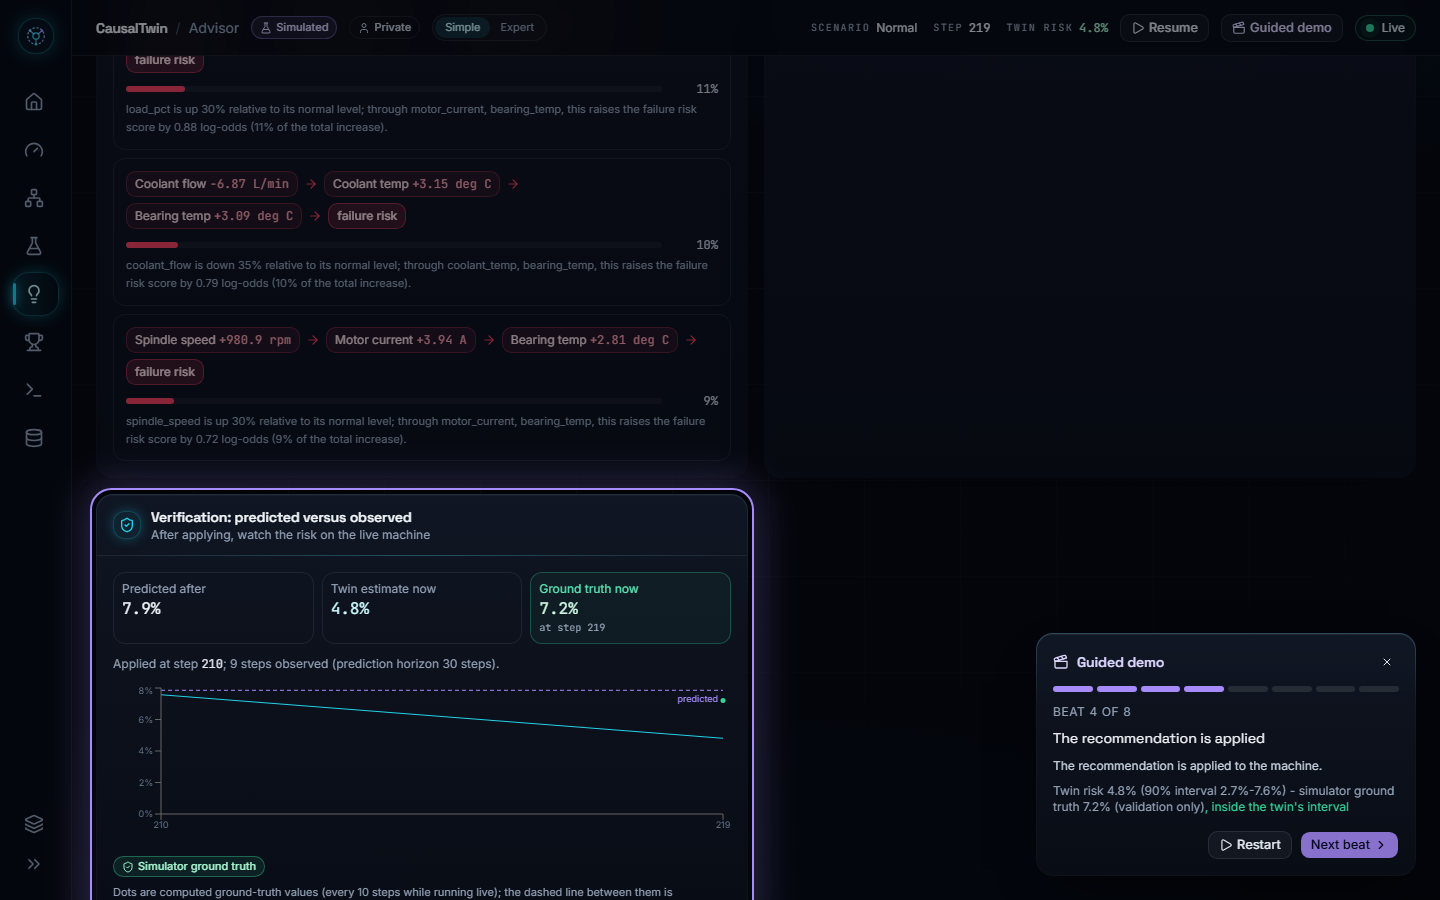 CausalTwin / Advisor Simulated Private Simple Expert SCENARIO Normal STEP 219 TWIN RISK 4.8% Resume Guided demo Live
failure risk
11%
load_pct is up 30% relative to its normal level; through motor_current, bearing_temp, this raises the failure risk
score by 0.88 log-odds (11% of the total increase).
Coolant flow -6.87 L/min → Coolant temp +3.15 deg C →
Bearing temp +3.09 deg C → failure risk
10%
coolant_flow is down 35% relative to its normal level; through coolant_temp, bearing_temp, this raises the failure
risk score by 0.79 log-odds (10% of the total increase).
Spindle speed +980.9 rpm → Motor current +3.94 A → Bearing temp +2.81 deg C →
failure risk
9%
spindle_speed is up 30% relative to its normal level; through motor_current, bearing_temp, this raises the failure
risk score by 0.72 log-odds (9% of the total increase).
Verification: predicted versus observed
After applying, watch the risk on the live machine
Predicted after
7.9%
Twin estimate now
4.8%
Ground truth now
7.2%
at step 219
Applied at step 210; 9 steps observed (prediction horizon 30 steps).
8%
predicted
6%
4%
2%
0%
210 219
Simulator ground truth
Dots are computed ground-truth values (every 10 steps while running live); the dashed line between them is
Guided demo
BEAT 4 OF 8
The recommendation is applied
The recommendation is applied to the machine.
Twin risk 4.8% (90% interval 2.7%-7.6%) - simulator ground
truth 7.2% (validation only), inside the twin's interval
Restart Next beat